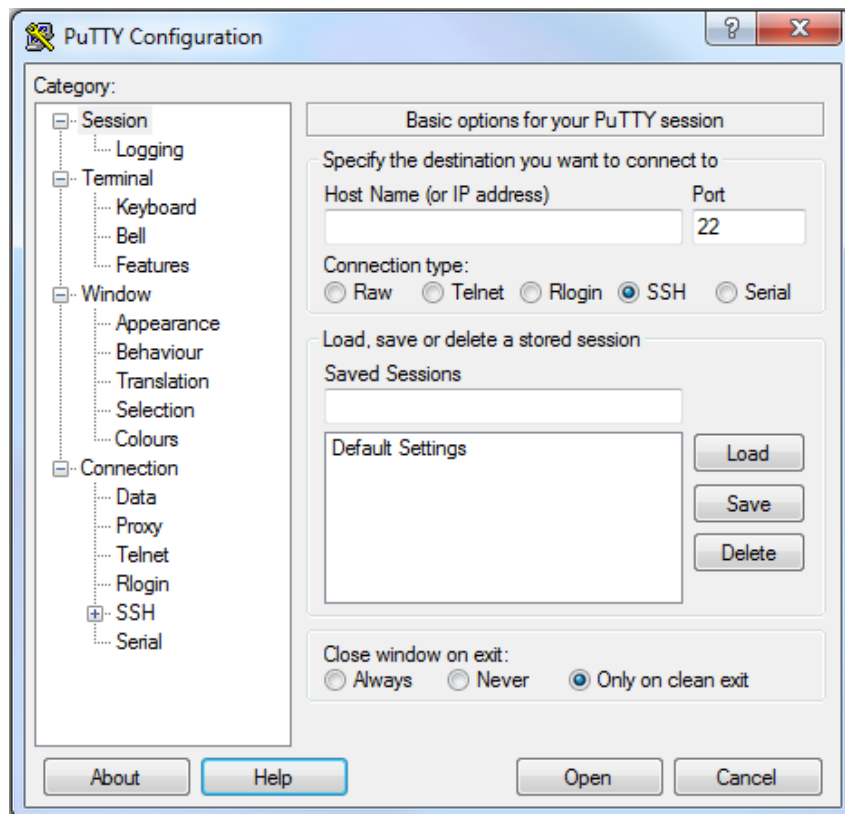 PuTTY Configuration
? X
Category:
Session
Logging
Terminal
Keyboard
Bell
Features
Window
Appearance
Behaviour
Translation
Selection
Colours
Connection
Data
Proxy
Telnet
Rlogin
SSH
Serial
Basic options for your PuTTY session
Specify the destination you want to connect to
Host Name (or IP address) Port
22
Connection type:
Raw Telnet Rlogin SSH Serial
Load, save or delete a stored session
Saved Sessions
Default Settings
Load
Save
Delete
Close window on exit:
Always Never Only on clean exit
About Help Open Cancel